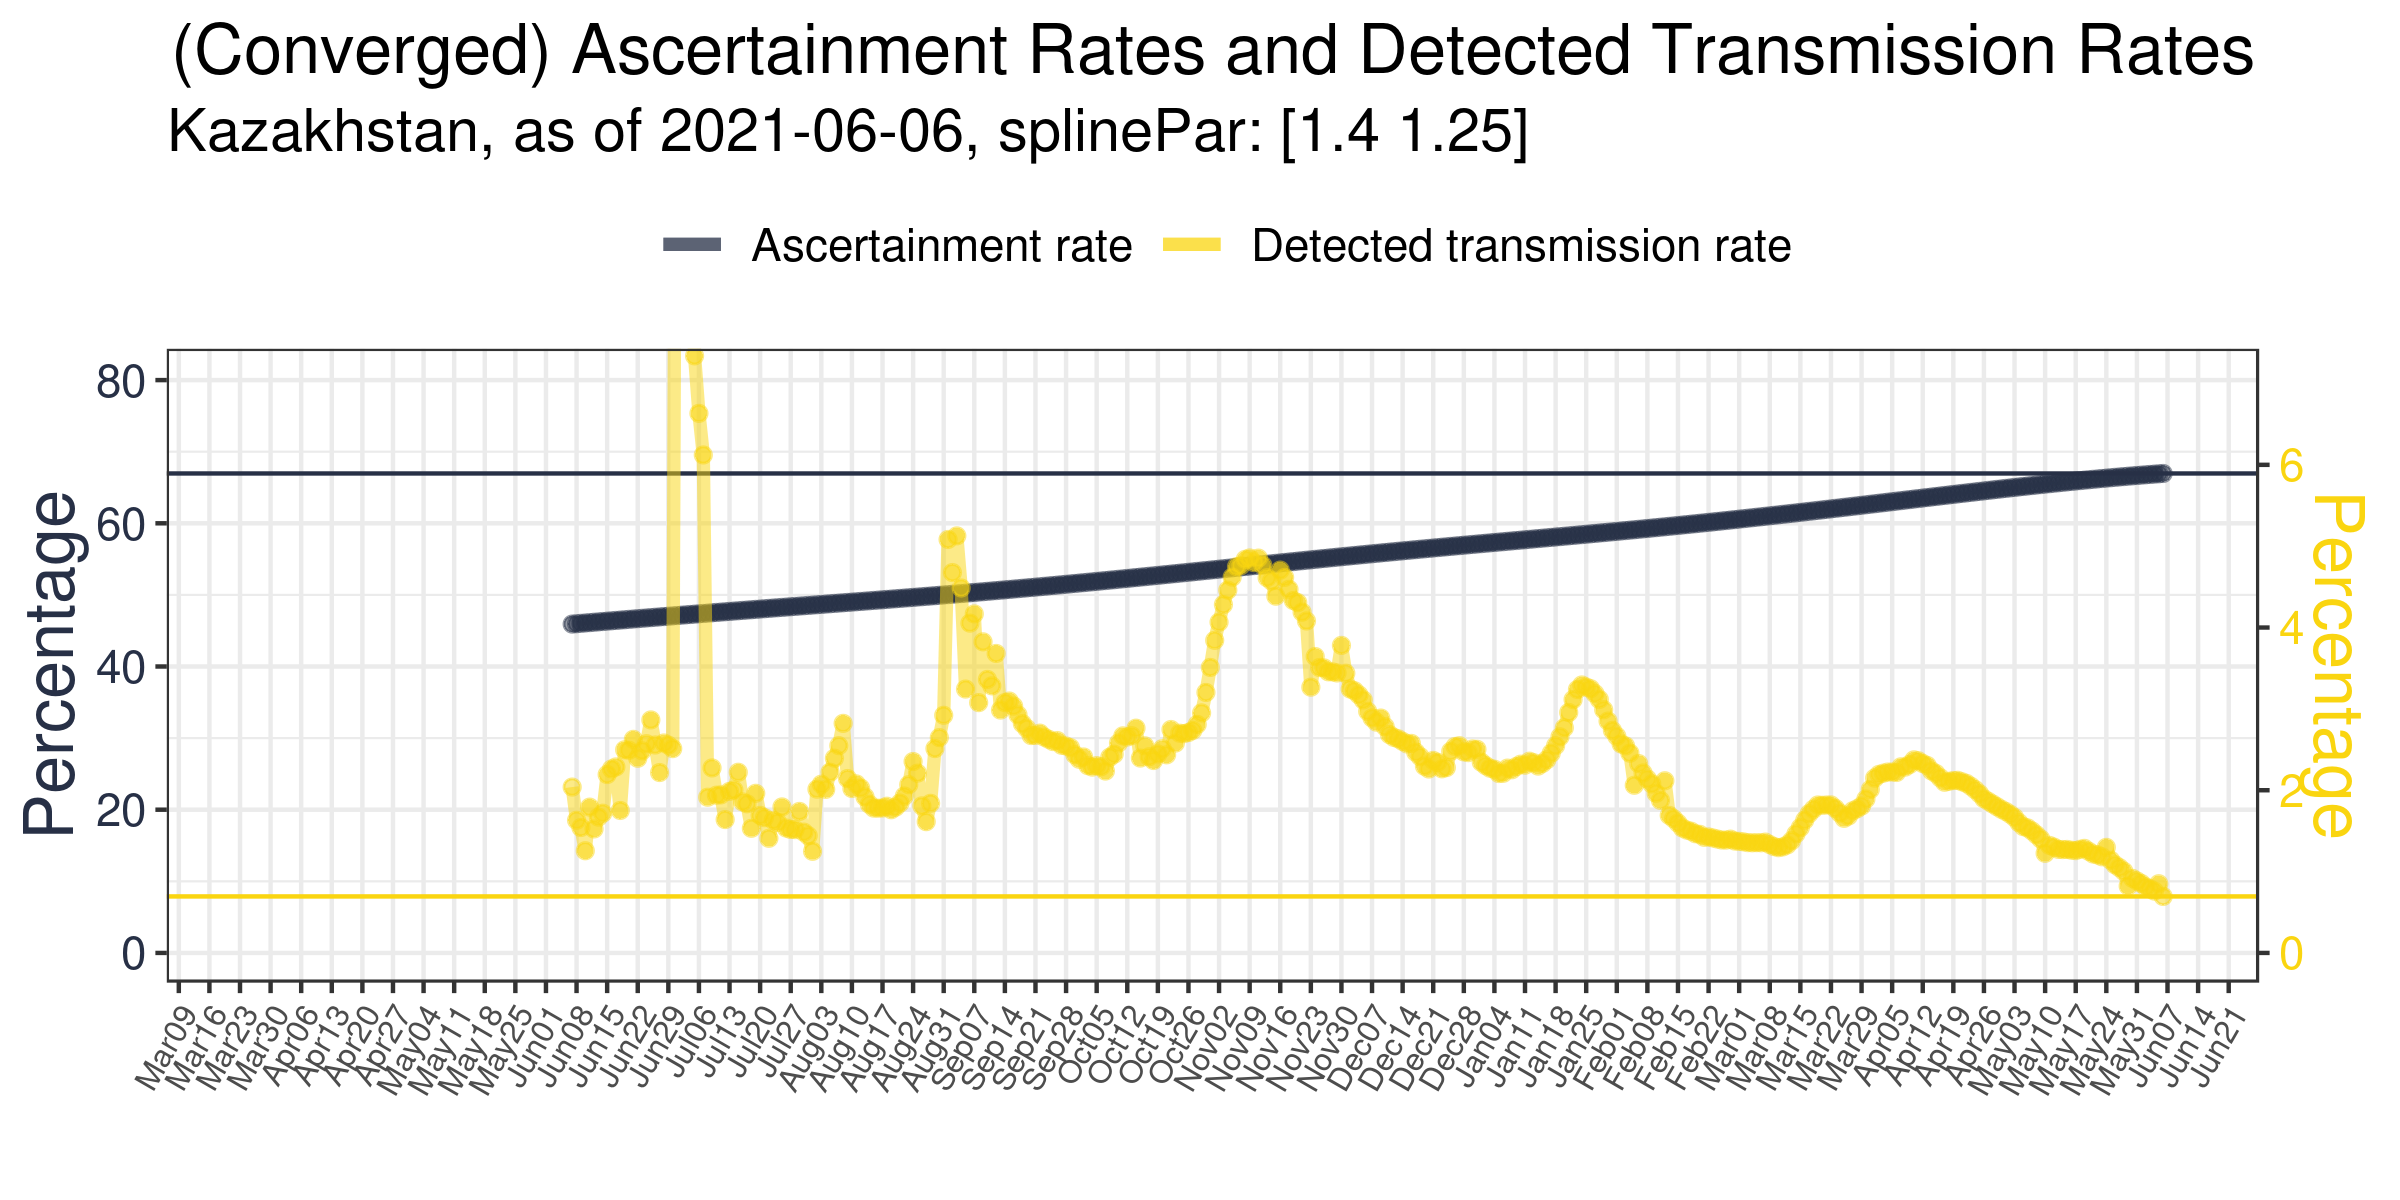 (Converged) Ascertainment Rates and Detected Transmission Rates
Kazakhstan, as of 2021-06-06, splinePar: [1.4 1.25]
Ascertainment rate
Detected transmission rate
Percentage
80
60
40
20
0
6
4
2
0
Percentage
Mar09
Mar16
Mar23
Mar30
Apr06
Apr13
Apr20
Apr27
May04
May11
May18
May25
Jun01
Jun08
Jun15
Jun22
Jun29
Jul06
Jul13
Jul20
Jul27
Aug03
Aug10
Aug17
Aug24
Aug31
Sep07
Sep14
Sep21
Sep28
Oct05
Oct12
Oct19
Oct26
Nov02
Nov09
Nov16
Nov23
Nov30
Dec07
Dec14
Dec21
Dec28
Jan04
Jan11
Jan18
Jan25
Feb01
Feb08
Feb15
Feb22
Mar01
Mar08
Mar15
Mar22
Mar29
Apr05
Apr12
Apr19
Apr26
May03
May10
May17
May24
May31
Jun07
Jun14
Jun21